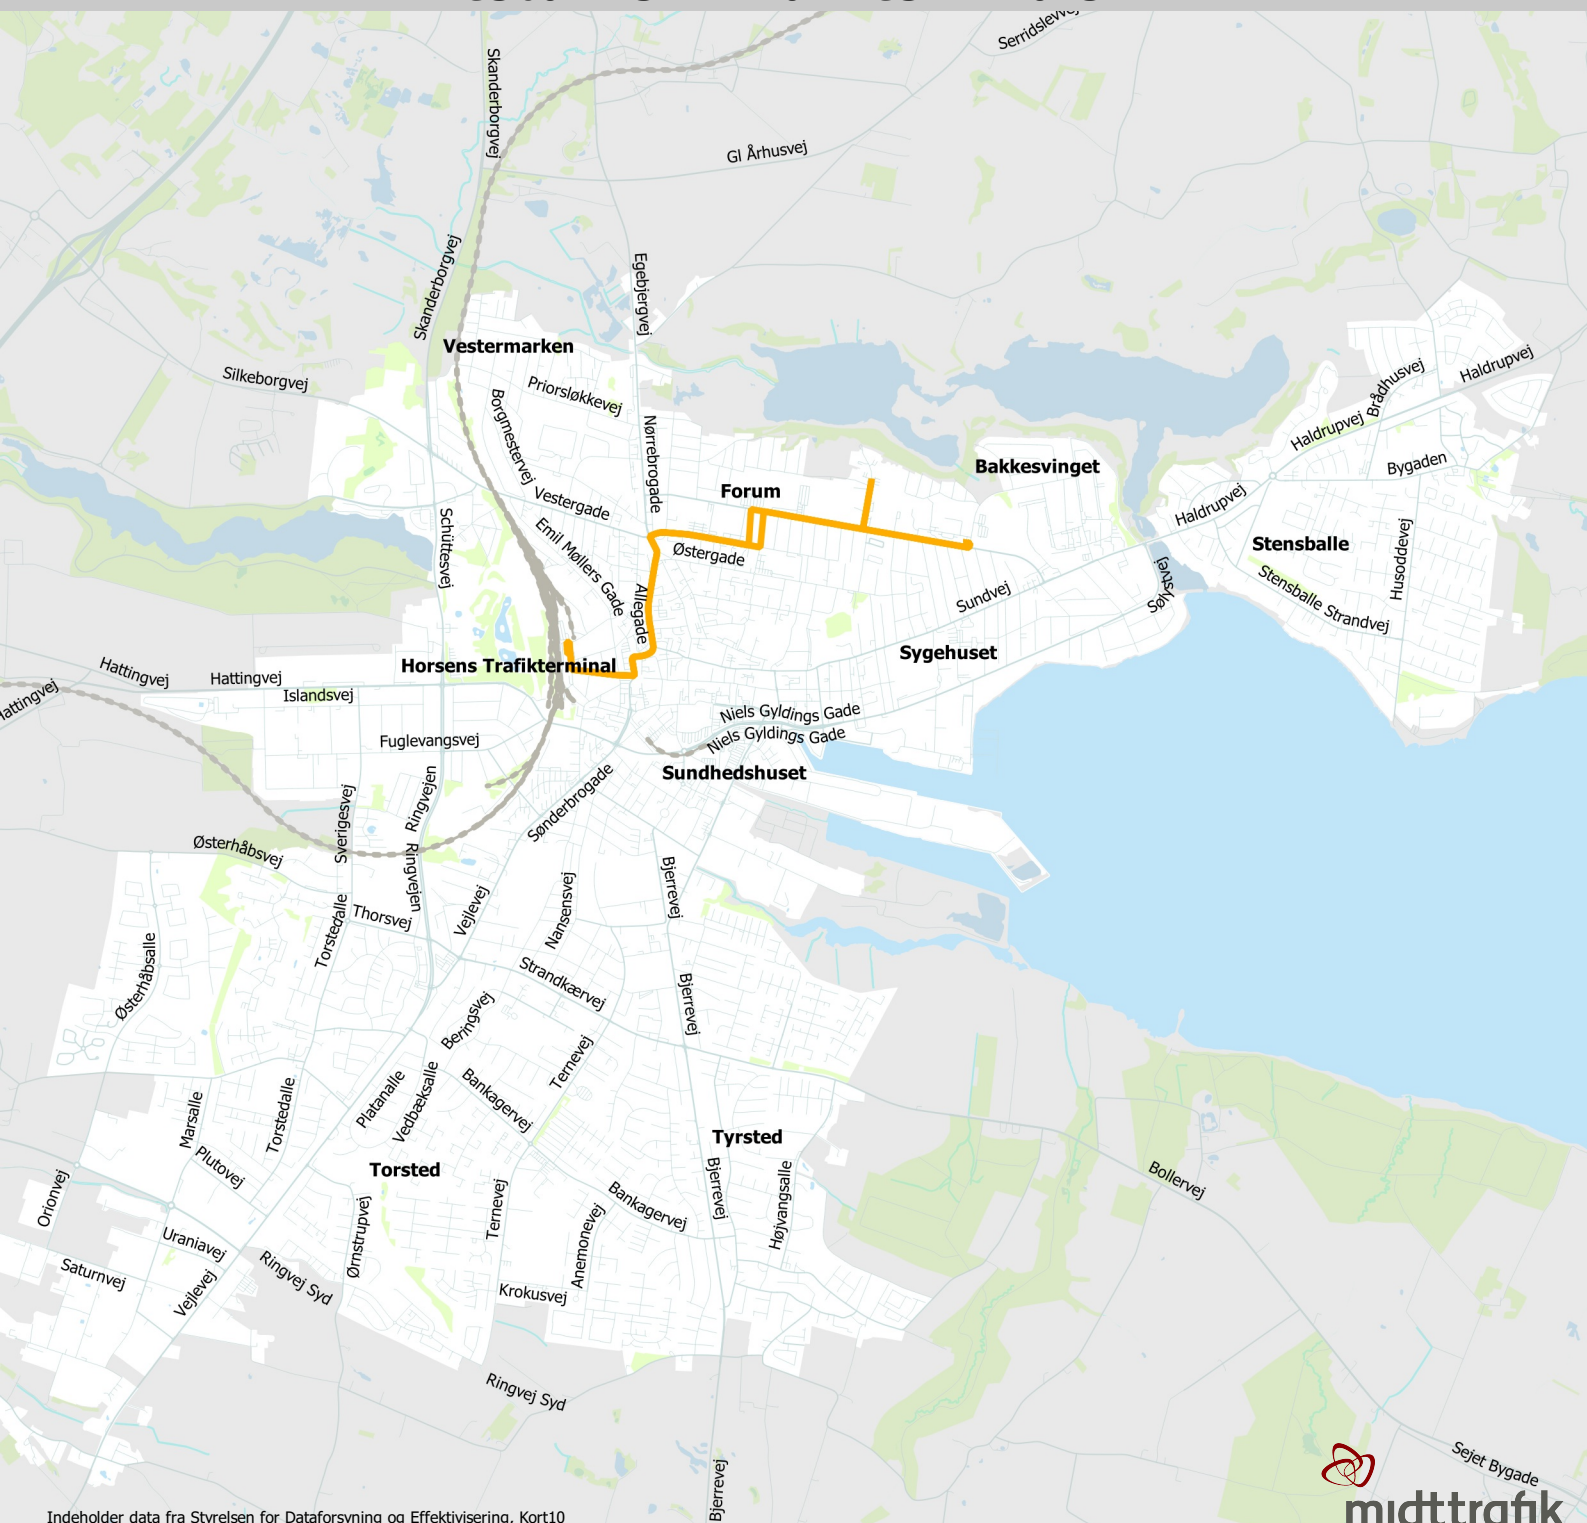 Serridslevvej
Skanderborgvej
Gl Århusvej
Skanderborgvej
Egebjergvej
Vestermarken
Silkeborgvej
Priorsløkkevej
Borgmestervej
Nørrebrogade
Brådhusvej
Haldrupvej
Haldrupvej
Bygaden
Bakkesvinget
Forum
Vestergade
Haldrupvej
Schüttesvej
Emil Møllers Gade
Østergade
Stensballe
Husoddevej
Allegade
Sundvej
Sølystvej
Stensballe Strandvej
Sygehuset
Horsens Trafikterminal
Hattingvej
Hattingvej
Hattingvej
Islandsvej
Niels Gyldings Gade
Niels Gyldings Gade
Fuglevangsvej
Sundhedshuset
Sønderbrogade
Ringvejen
Sverigesvej
Østerhåbsvej
Ringvejen
Bjerrevej
Vejlevej
Nansensvej
Thorsvej
Torstedalle
Østerhåbsalle
Strandkærvej
Bjerrevej
Beringsvej
Ternevej
Platanalle
Vedbæksalle
Bankagervej
Marsalle
Torstedalle
Tyrsted
Plutovej
Torsted
Bollervej
Orionvej
Bjerrevej
Højvangsalle
Ternevej
Bankagervej
Ørnstrupvej
Anemonevej
Uraniavej
Saturnvej
Ringvej Syd
Vejlevej
Krokusvej
Ringvej Syd
Bjerrevej
Sejet Bygade
midttrafik
Indeholder data fra Styrelsen for Dataforsyning og Effektivisering, Kort10